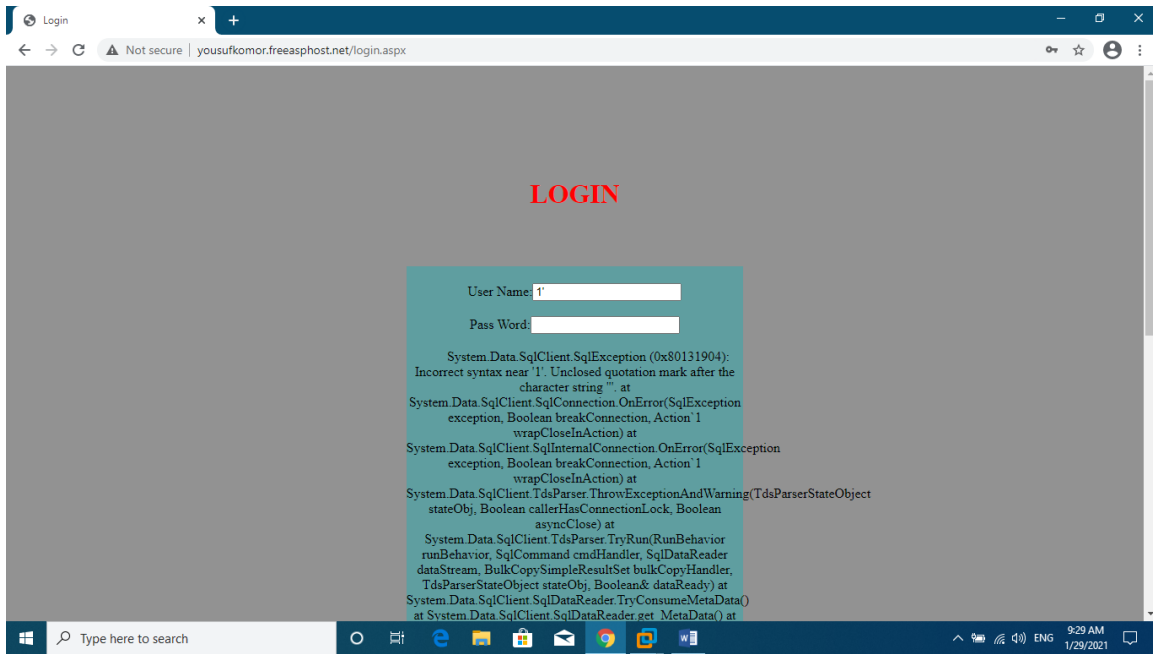 Login
Not secure | yousufkomor.freeasphost.net/login.aspx
LOGIN
User Name: 1'
Pass Word:
System.Data.SqlClient.SqlException (0x80131904):
Incorrect syntax near '1'. Unclosed quotation mark after the
character string '''. at
System.Data.SqlClient.SqlConnection.OnError(SqlException
exception, Boolean breakConnection, Action`1
wrapCloseInAction) at
System.Data.SqlClient.SqlInternalConnection.OnError(SqlException
exception, Boolean breakConnection, Action`1
wrapCloseInAction) at
System.Data.SqlClient.TdsParser.ThrowExceptionAndWarning(TdsParserStateObject
stateObj, Boolean callerHasConnectionLock, Boolean
asyncClose) at
System.Data.SqlClient.TdsParser.TryRun(RunBehavior
runBehavior, SqlCommand cmdHandler, SqlDataReader
dataStream, BulkCopySimpleResultSet bulkCopyHandler,
TdsParserStateObject stateObj, Boolean& dataReady) at
System.Data.SqlClient.SqlDataReader.TryConsumeMetaData()
at System.Data.SqlClient.SqlDataReader.get_MetaData() at
Type here to search
ENG
9:29 AM
1/29/2021